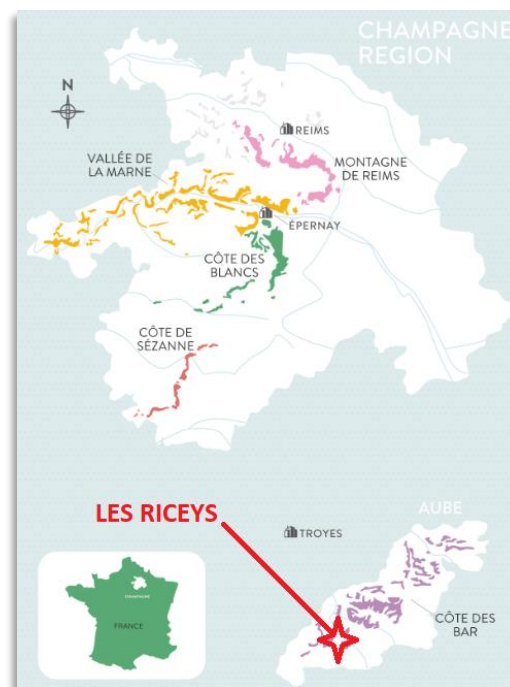 CHAMPAGNE
REGION
N
REIMS
VALLÉE DE
LA MARNE
MONTAGNE
DE REIMS
ÉPERNAY
CÔTE DES
BLANCS
CÔTE DE
SÉZANNE
LES RICEYS
AUBE
TROYES
CHAMPAGNE
FRANCE
CÔTE DES
BAR